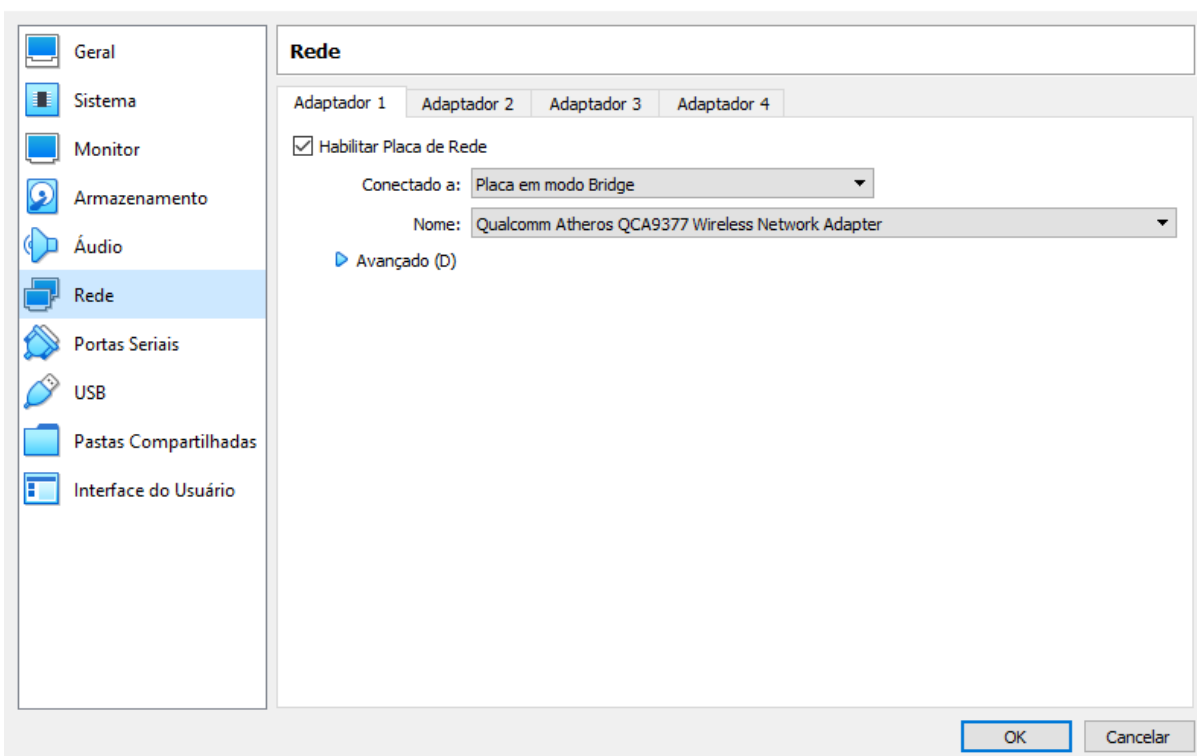 Geral
Sistema
Monitor
Armazenamento
Áudio
Rede
Portas Seriais
USB
Pastas Compartilhadas
Interface do Usuário
Rede
Adaptador 1 Adaptador 2 Adaptador 3 Adaptador 4
Habilitar Placa de Rede
Conectado a: Placa em modo Bridge
Nome: Qualcomm Atheros QCA9377 Wireless Network Adapter
Avançado (D)
OK Cancelar